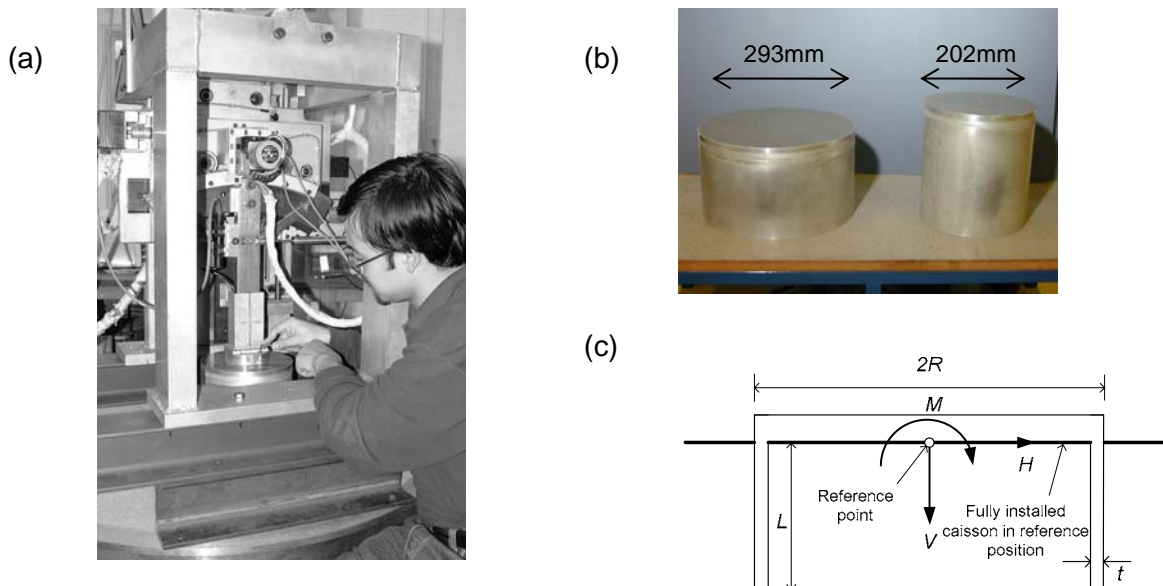 (a)
(b)
293mm
202mm
(c)
2R
M
H
Reference
point
V
Fully installed
caisson in reference
position
L
t